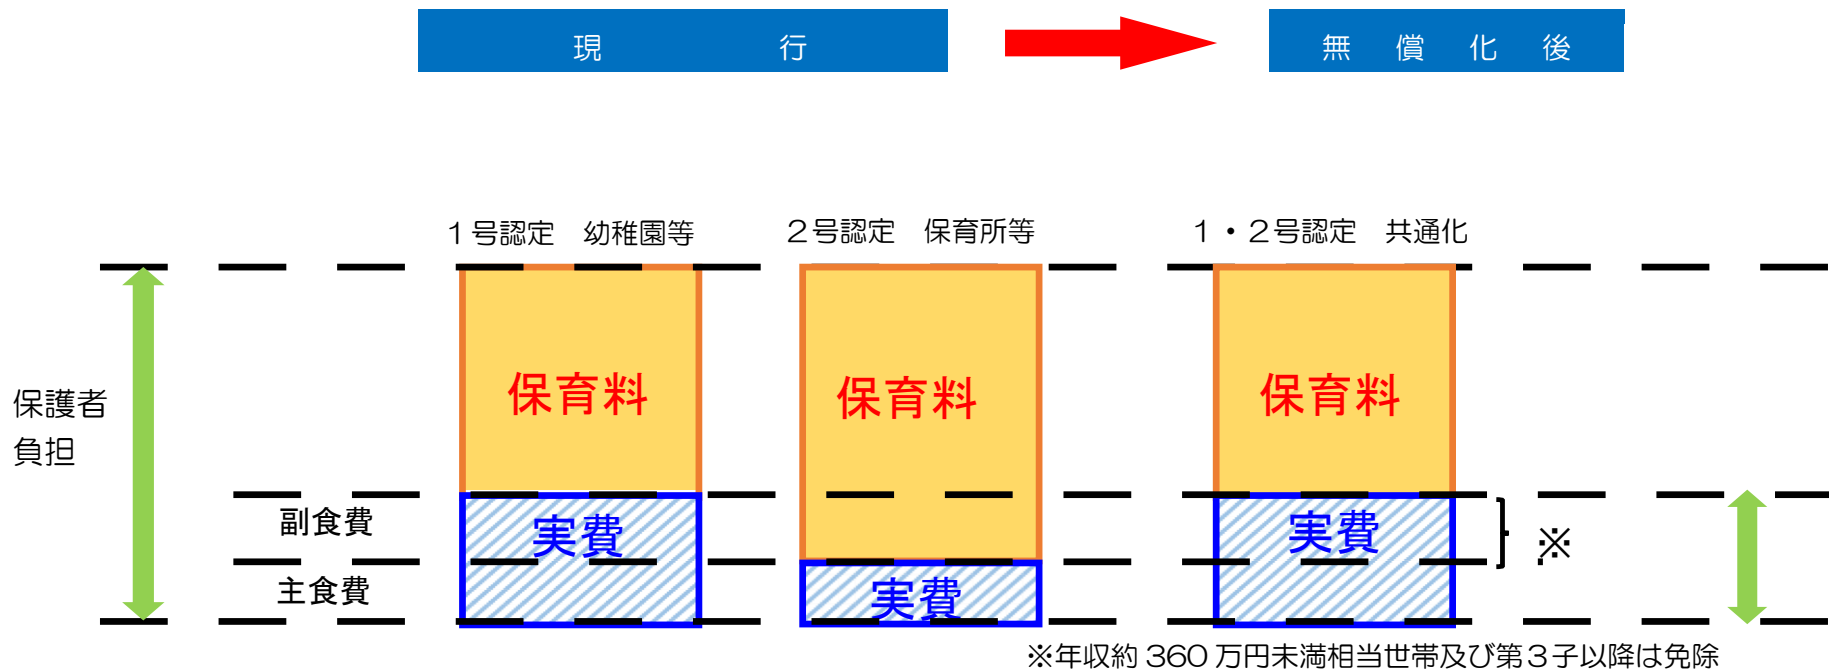 現行
無償化後
１号認定　幼稚園等
２号認定　保育所等
１・２号認定　共通化
保育料
保育料
保育料
保護者
負担
副食費
実費
実費
※
主食費
実費
※年収約 360 万円未満相当世帯及び第３子以降は免除